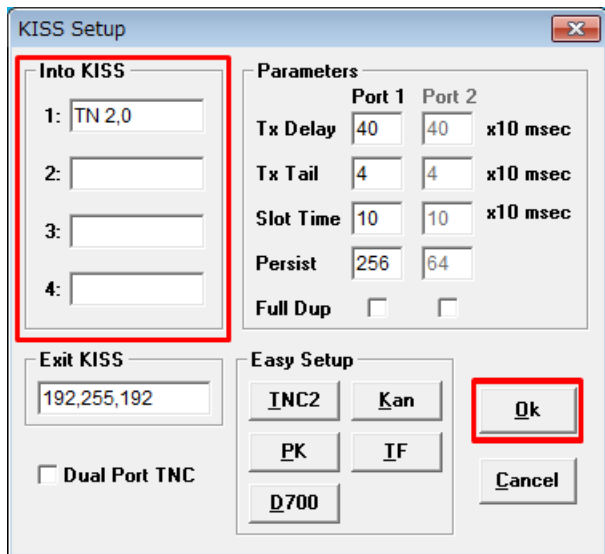 KISS Setup
Into KISS
1: TN 2,0
2:
3:
4:
Parameters
Port 1 Port 2
Tx Delay 40 40 x10 msec
Tx Tail 4 4 x10 msec
Slot Time 10 10 x10 msec
Persist 256 64
Full Dup
Exit KISS
192,255,192
Dual Port TNC
Easy Setup
TNC2 Kan
PK TF
D700
Ok
Cancel